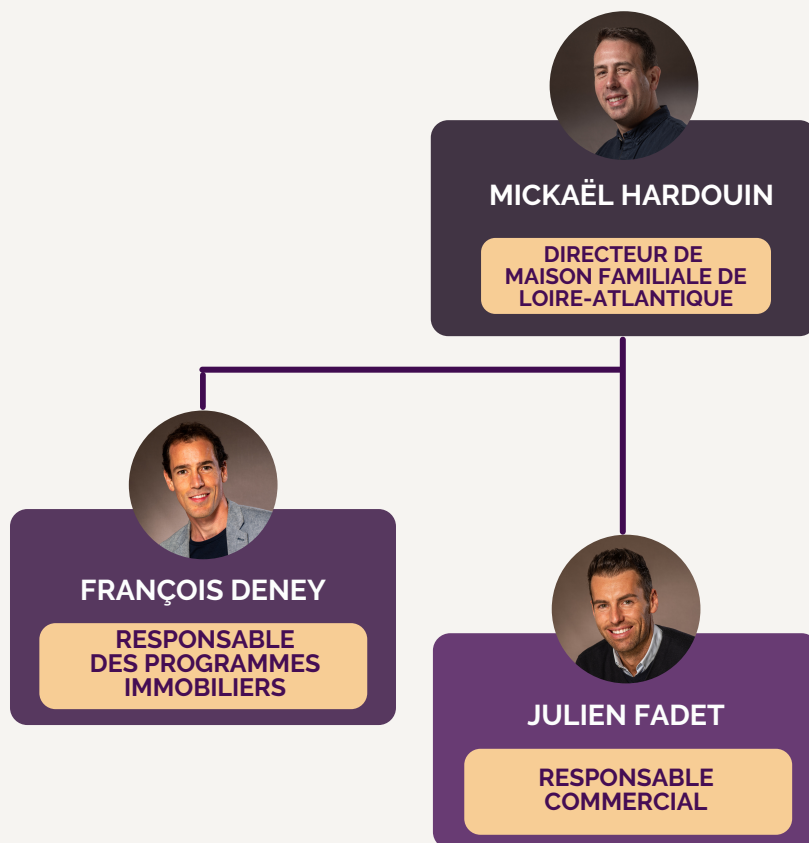 MICKAËL HARDOUIN
DIRECTEUR DE
MAISON FAMILIALE DE
LOIRE-ATLANTIQUE
FRANÇOIS DENEY
RESPONSABLE
DES PROGRAMMES
IMMOBILIERS
JULIEN FADET
RESPONSABLE
COMMERCIAL